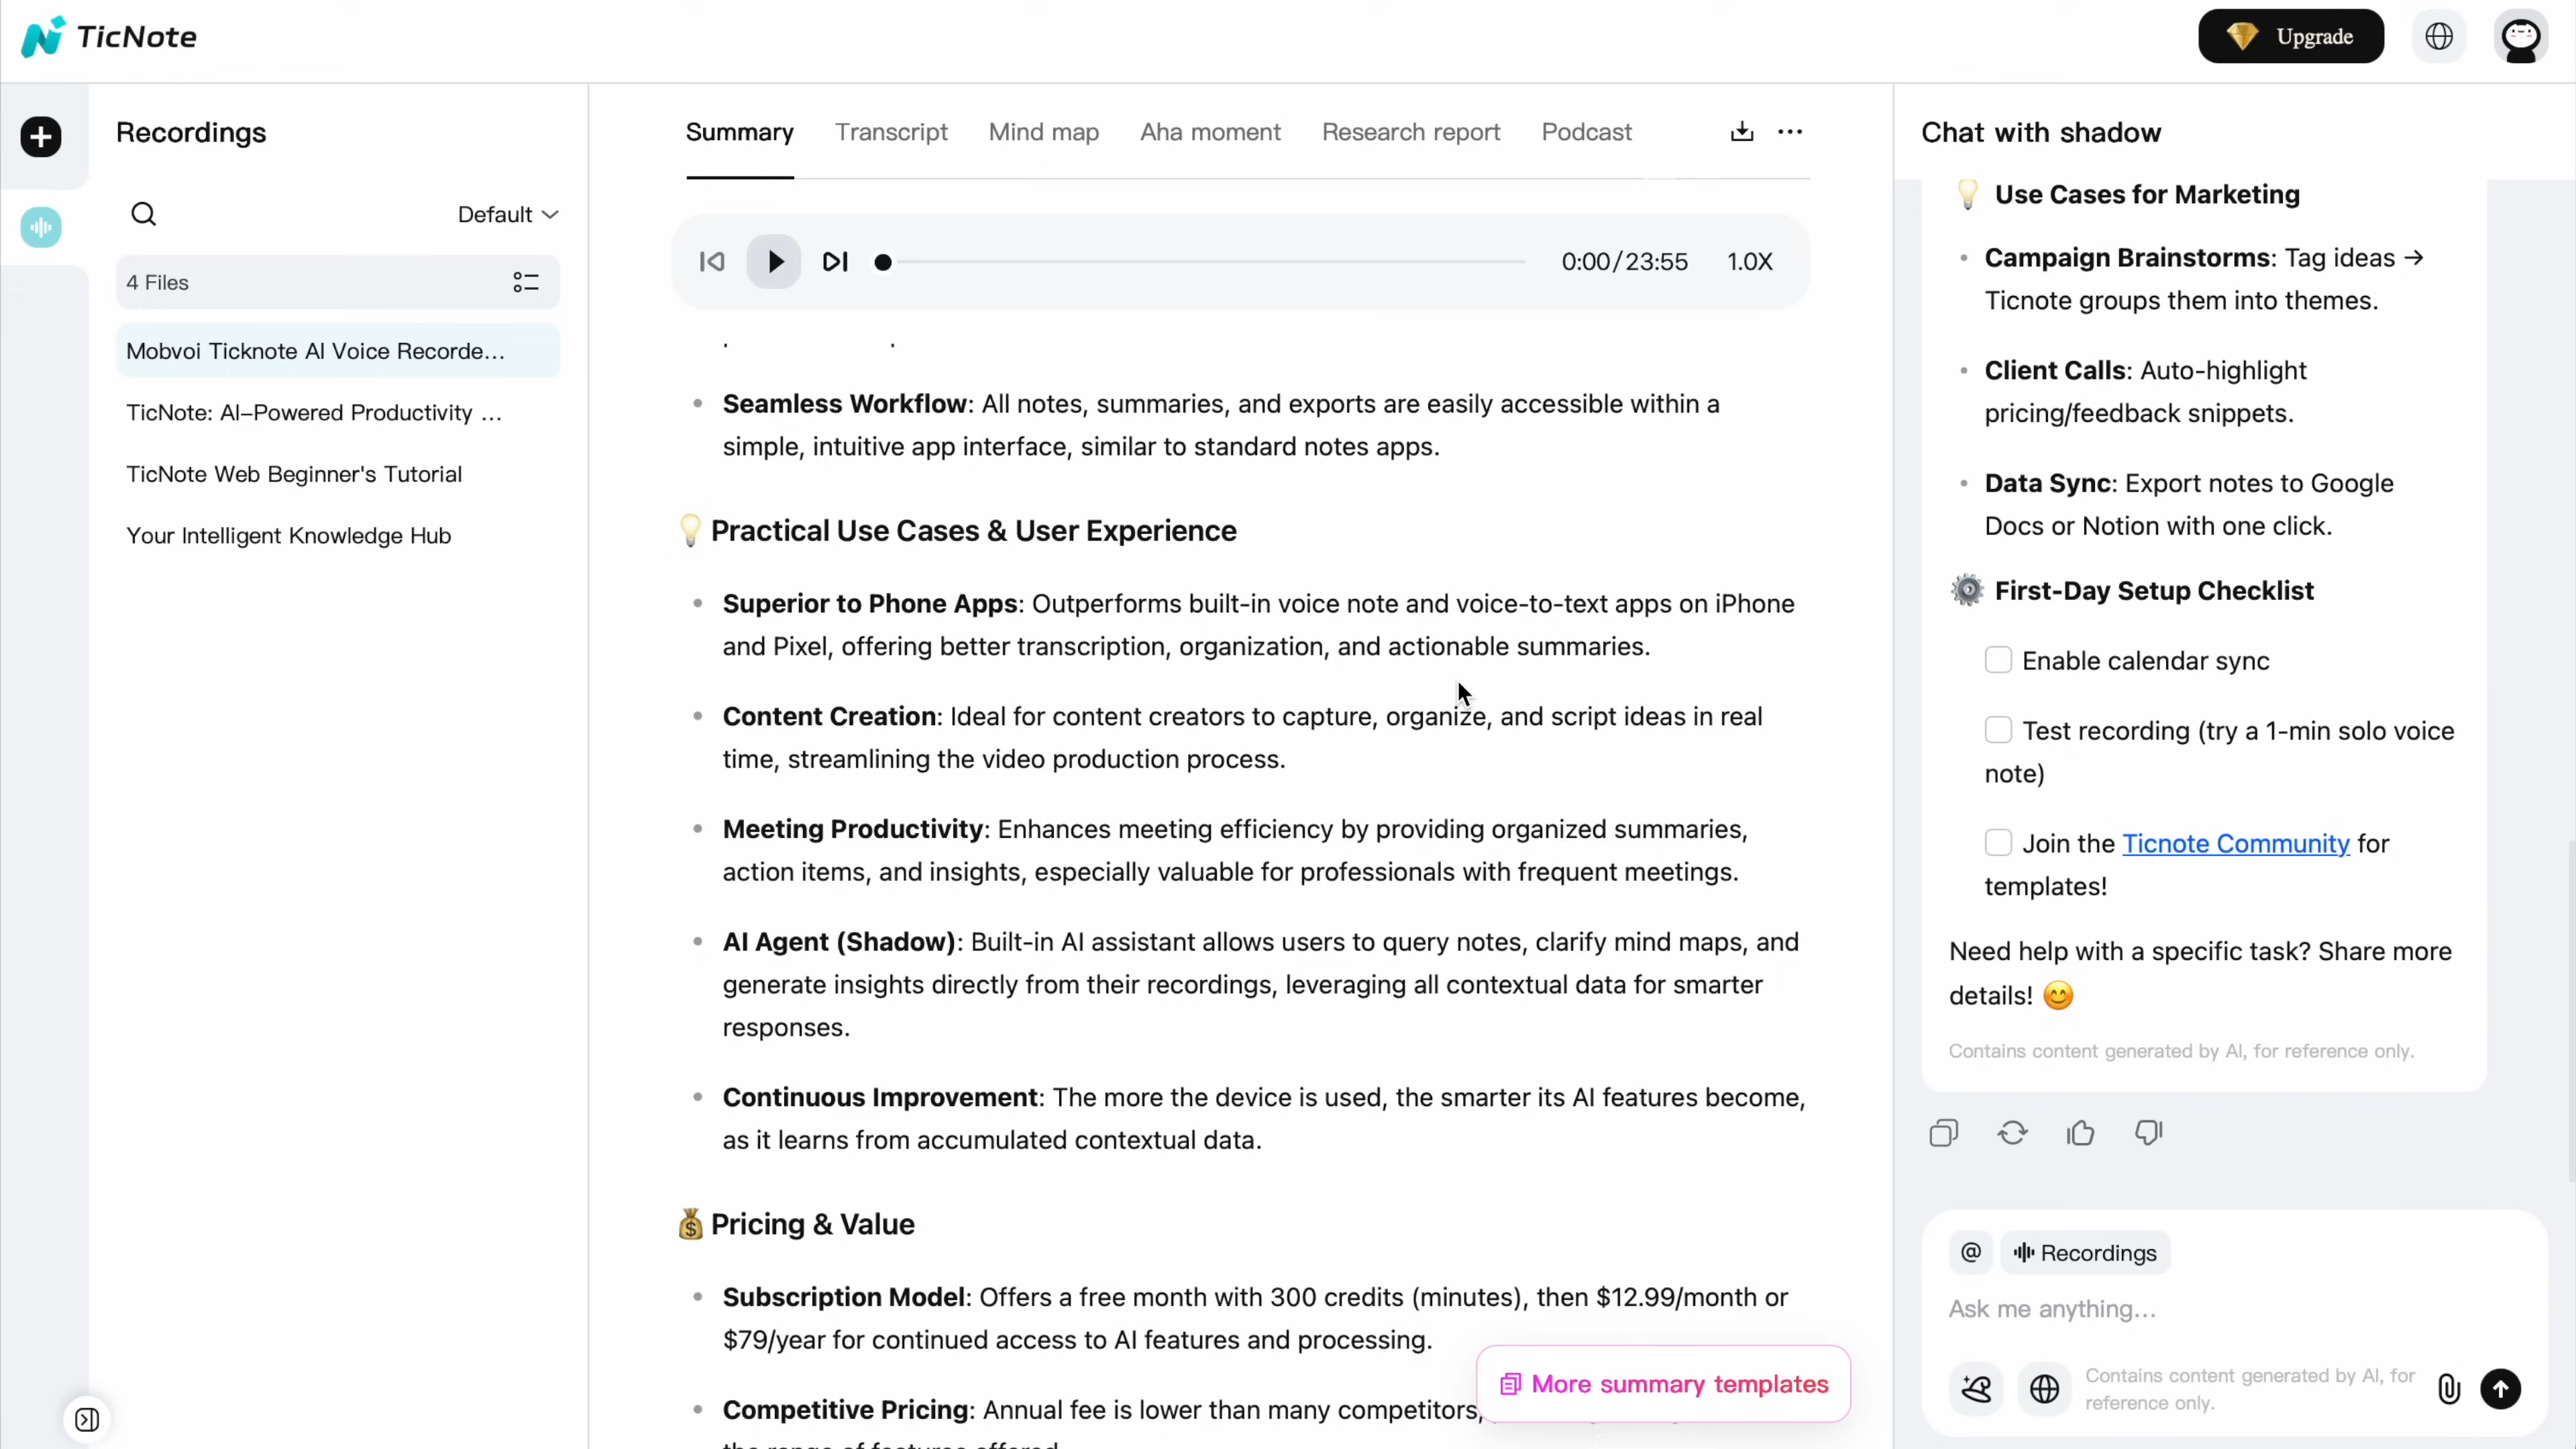 TicNote
Upgrade
Recordings
Default
4 Files
Mobvoi Ticknote AI Voice Recorde...
TicNote: AI-Powered Productivity ...
TicNote Web Beginner's Tutorial
Your Intelligent Knowledge Hub
Summary
Transcript
Mind map
Aha moment
Research report
Podcast
0:00/23:55
1.0X
• Seamless Workflow: All notes, summaries, and exports are easily accessible within a
simple, intuitive app interface, similar to standard notes apps.
💡 Practical Use Cases & User Experience
• Superior to Phone Apps: Outperforms built-in voice note and voice-to-text apps on iPhone
and Pixel, offering better transcription, organization, and actionable summaries.
• Content Creation: Ideal for content creators to capture, organize, and script ideas in real
time, streamlining the video production process.
• Meeting Productivity: Enhances meeting efficiency by providing organized summaries,
action items, and insights, especially valuable for professionals with frequent meetings.
• AI Agent (Shadow): Built-in AI assistant allows users to query notes, clarify mind maps, and
generate insights directly from their recordings, leveraging all contextual data for smarter
responses.
• Continuous Improvement: The more the device is used, the smarter its AI features become,
as it learns from accumulated contextual data.
💰 Pricing & Value
• Subscription Model: Offers a free month with 300 credits (minutes), then $12.99/month or
$79/year for continued access to AI features and processing.
• Competitive Pricing: Annual fee is lower than many competitors,
More summary templates
Chat with shadow
💡 Use Cases for Marketing
• Campaign Brainstorms: Tag ideas →
Ticnote groups them into themes.
• Client Calls: Auto-highlight
pricing/feedback snippets.
• Data Sync: Export notes to Google
Docs or Notion with one click.
⚙️ First-Day Setup Checklist
Enable calendar sync
Test recording (try a 1-min solo voice
note)
Join the Ticnote Community for
templates!
Need help with a specific task? Share more
details! 😊
Contains content generated by AI, for reference only.
@
Recordings
Ask me anything...
Contains content generated by AI, for
reference only.